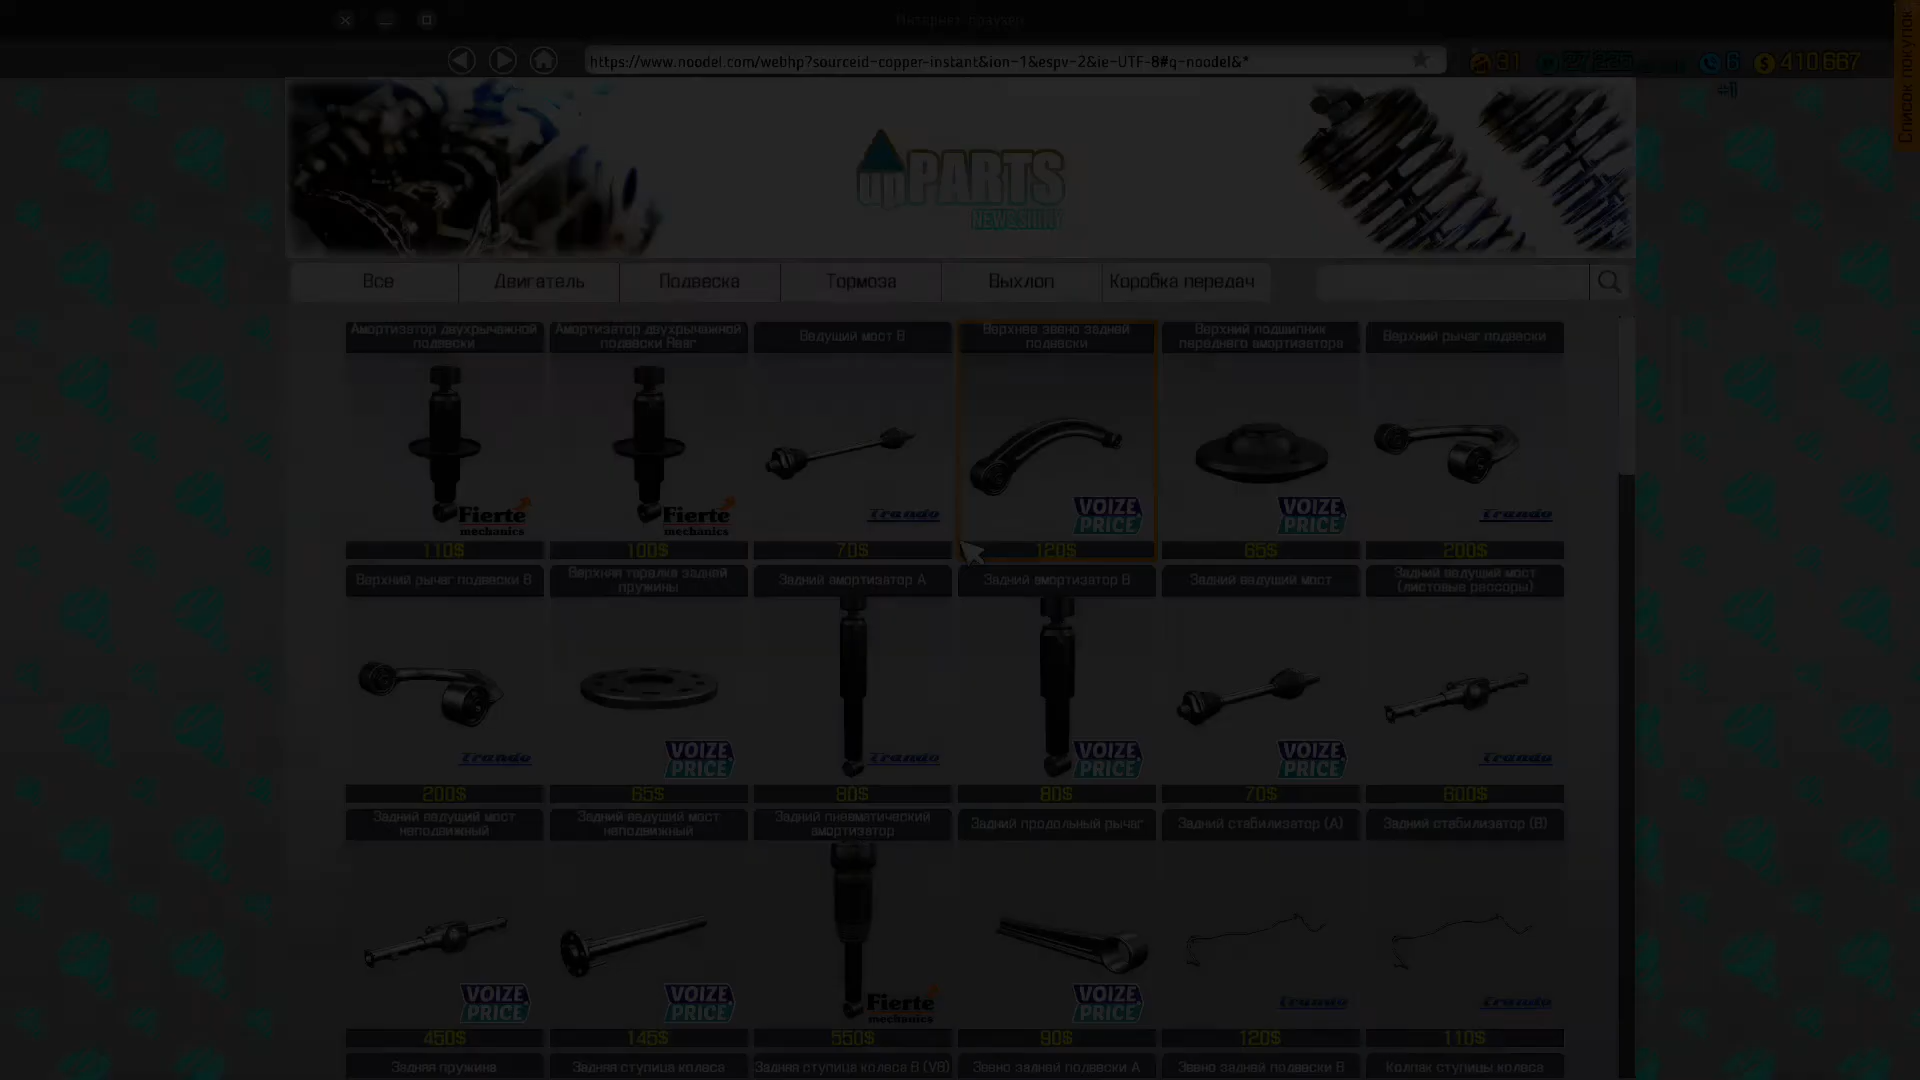 Интернет-браузер
https://www.noodel.com/webhp?sourceid-copper-instant&ion-1&espv-2&ie-UTF-8#q-noodel&*
31
6
410 667
Список покупок
upPARTS
NEW&SHINY
Все
Двигатель
Подвеска
Тормоза
Выхлоп
Коробка передач
Амортизатор двухрычажной
подвески
Амортизатор двухрычажной
подвески Rear
Ведущий мост B
Верхнее звено задней
подвески
Верхний подшипник
переднего амортизатора
Верхний рычаг подвески
Fierte
mechanics
Fierte
mechanics
Trando
VOIZE
PRICE
VOIZE
PRICE
Trando
110$
100$
70$
120$
65$
200$
Верхний рычаг подвески B
Верхняя тарелка задней
пружины
Задний амортизатор A
Задний амортизатор B
Задний ведущий мост
Задний ведущий мост
(листовые рессоры)
Trando
VOIZE
PRICE
Trando
VOIZE
PRICE
VOIZE
PRICE
Trando
200$
65$
80$
80$
70$
600$
Задний ведущий мост
неподвижный
Задний ведущий мост
неподвижный
Задний пневматический
амортизатор
Задний продольный рычаг
Задний стабилизатор (A)
Задний стабилизатор (B)
VOIZE
PRICE
VOIZE
PRICE
Fierte
mechanics
VOIZE
PRICE
Trando
Trando
450$
145$
550$
90$
120$
110$
Задняя пружина
Задняя ступица колеса
Задняя ступица колеса B (V8)
Звено задней подвески A
Звено задней подвески B
Колпак ступицы колеса